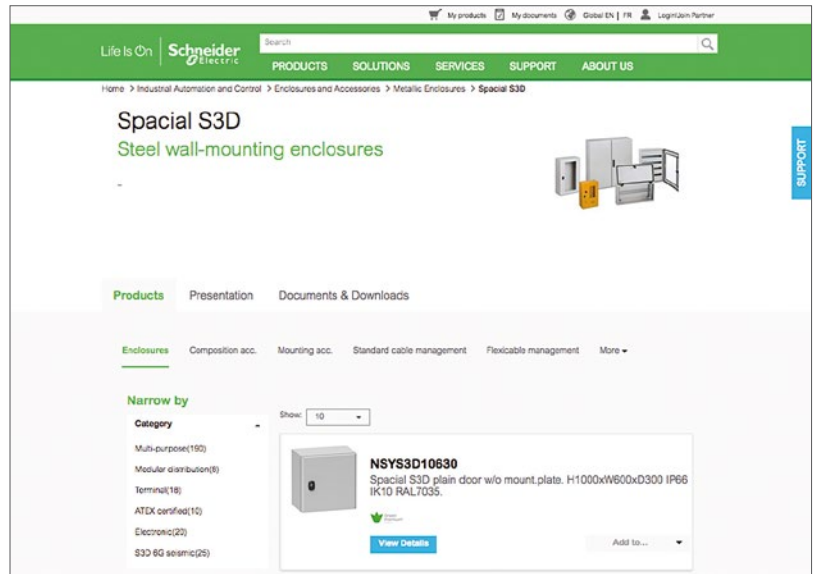 My products My documents Global EN | FR Login/Join Partner
Life Is On Schneider Electric
Search
PRODUCTS SOLUTIONS SERVICES SUPPORT ABOUT US
Home > Industrial Automation and Control > Enclosures and Accessories > Metallic Enclosures > Spacial S3D
Spacial S3D
Steel wall-mounting enclosures
-
SUPPORT
Products Presentation Documents & Downloads
Enclosures Composition acc. Mounting acc. Standard cable management Flexicable management More
Narrow by
Category
Show: 10
Multi-purpose(190)
Modular distribution(8)
Terminal(18)
ATEX certified(10)
Electronic(20)
S3D 6G seismic(25)
NSYS3D10630
Spacial S3D plain door w/o mount.plate. H1000xW600xD300 IP66
IK10 RAL7035.
View Details
Add to...